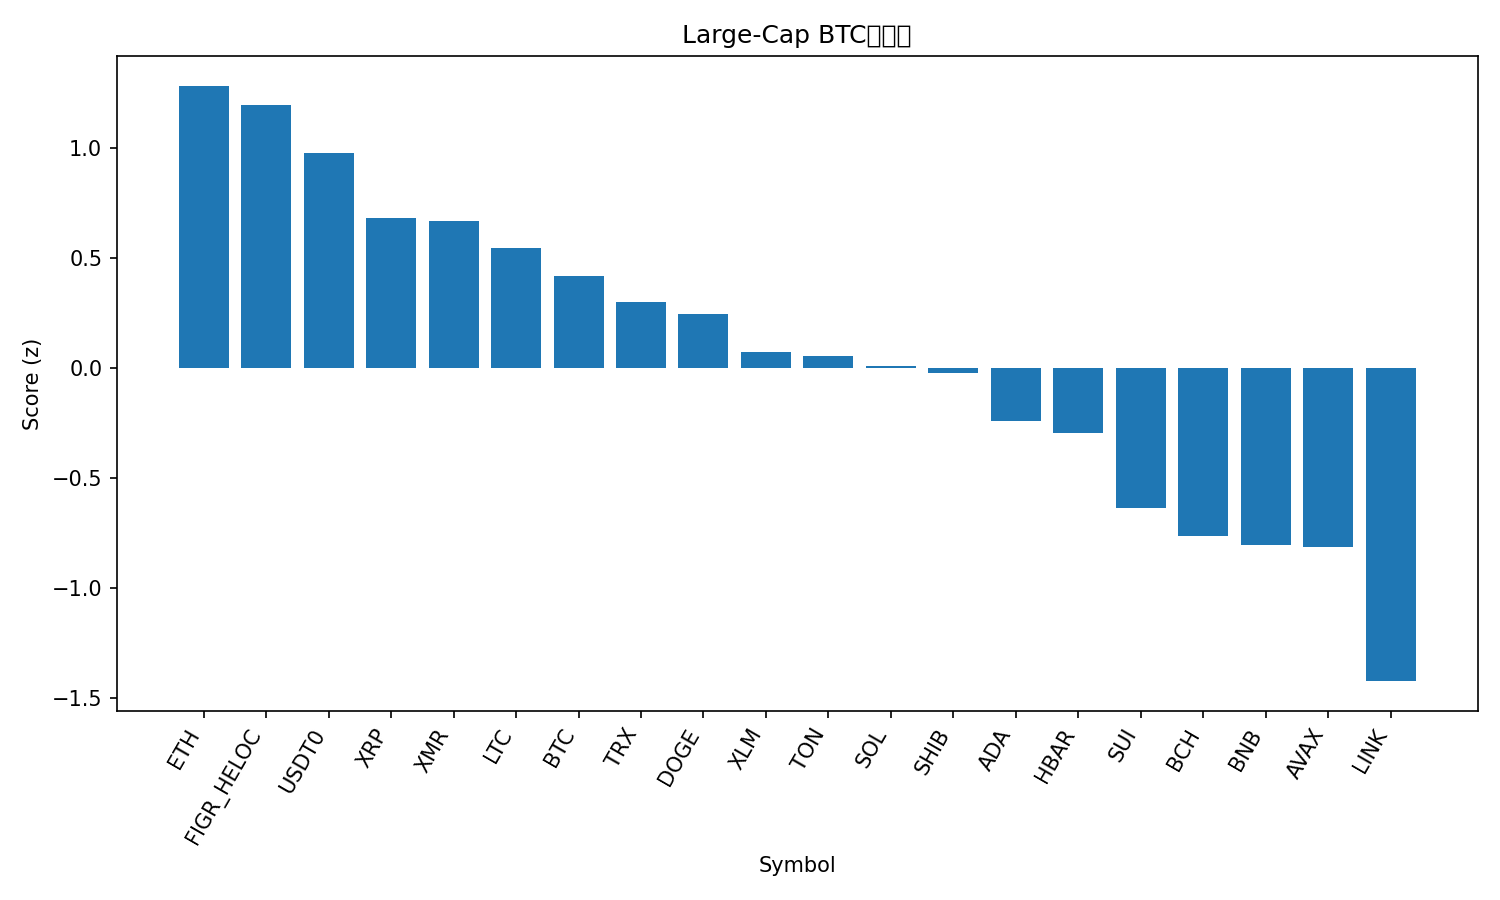 Large-Cap BTC
1.0
0.5
0.0
−0.5
−1.0
−1.5
Score (z)
ETH
FIGR_HELOC
USDT0
XRP
XMR
LTC
BTC
TRX
DOGE
XLM
TON
SOL
SHIB
ADA
HBAR
SUI
BCH
BNB
AVAX
LINK
Symbol